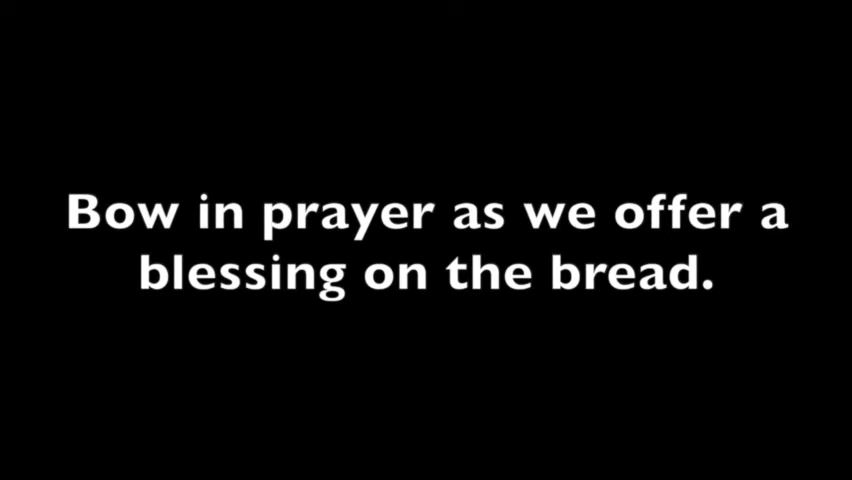 Bow in prayer as we offer a
blessing on the bread.